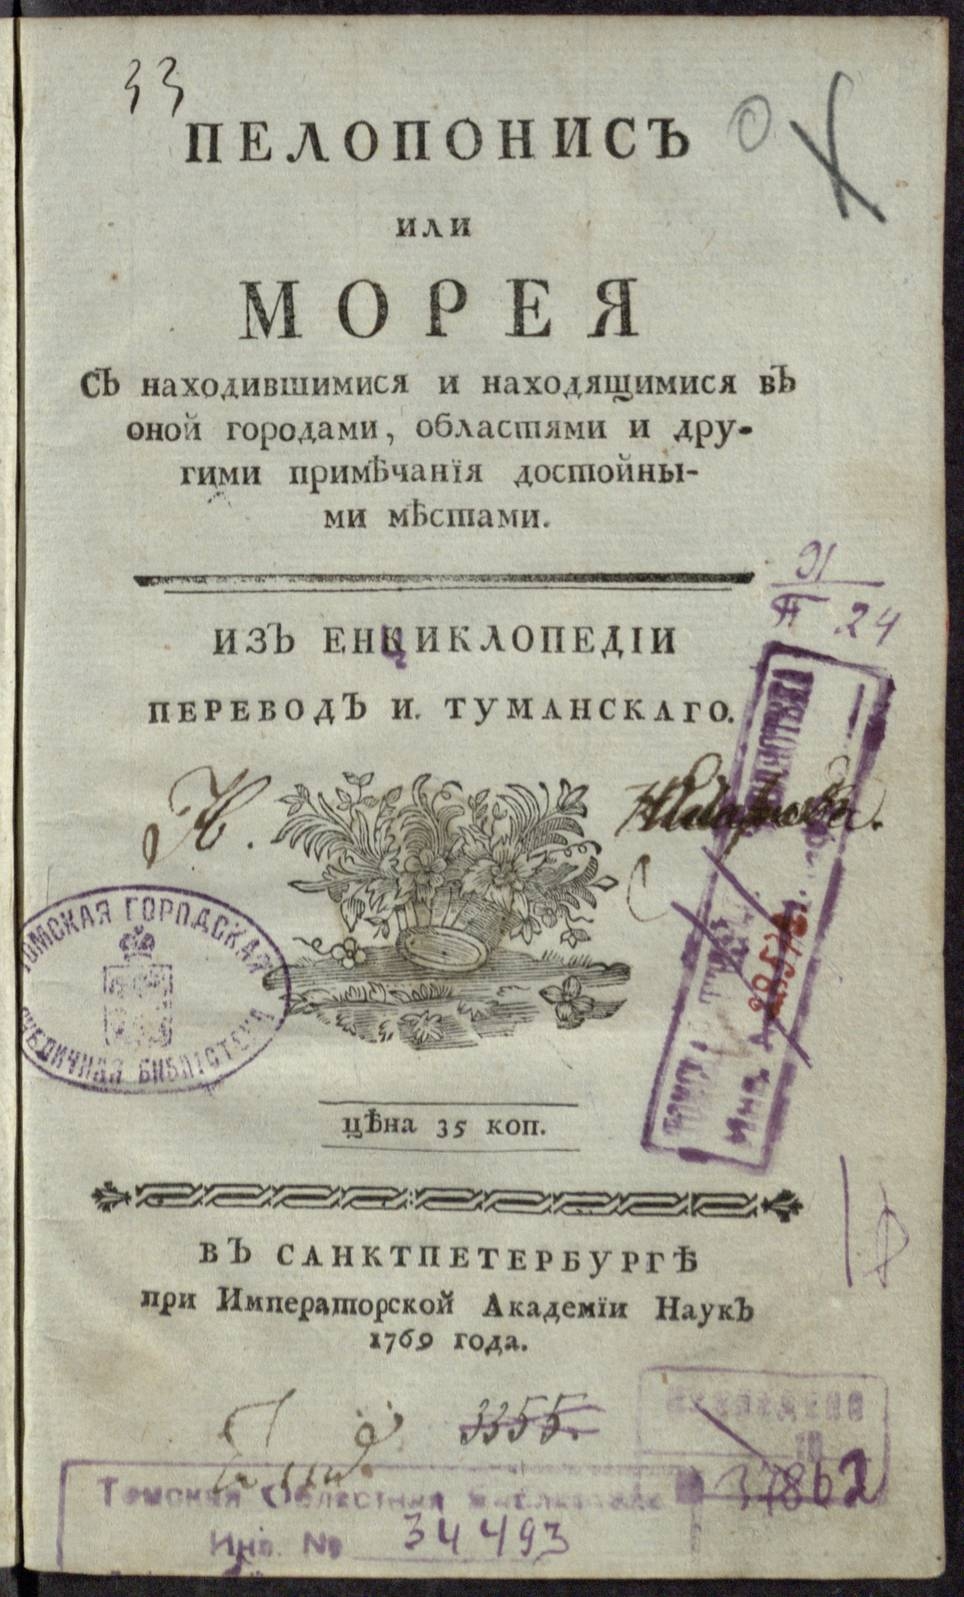 33
ПЕЛОПОНИСЪ
ИЛИ
МОРЕЯ
СЪ находившимися и находящимися въ
оной городами, областями и дру-
гими примѣчанія достойны-
ми мѣстами.
91
П 24
ИЗЪ ЕНЦИКЛОПЕДІИ
ПЕРЕВОДЪ И. ТУМАНСКАГО.
Н.
ТОМСКАЯ ГОРОДСКАЯ
ПУБЛИЧНАЯ БИБЛІОТЕКА
Инв.
цѣна 35 коп.
ВЪ САНКТПЕТЕРБУРГѢ
при Императорской Академїи Наукъ
1769 года.
3355.
37862
Томская Областная Библиотека
Инв. № 34493